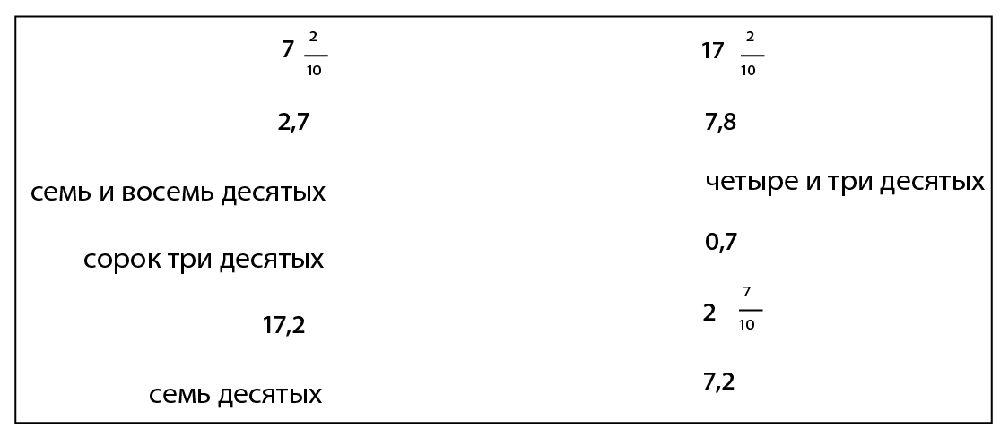 7 2/10 17 2/10
2,7 7,8
семь и восемь десятых четыре и три десятых
сорок три десятых 0,7
17,2 2 7/10
семь десятых 7,2